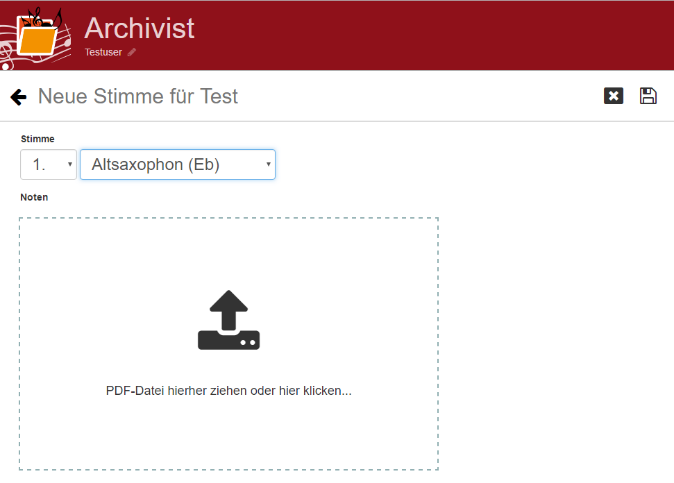 Archivist
Testuser
Neue Stimme für Test
Stimme
1. Altsaxophon (Eb)
Noten
PDF-Datei hierher ziehen oder hier klicken...